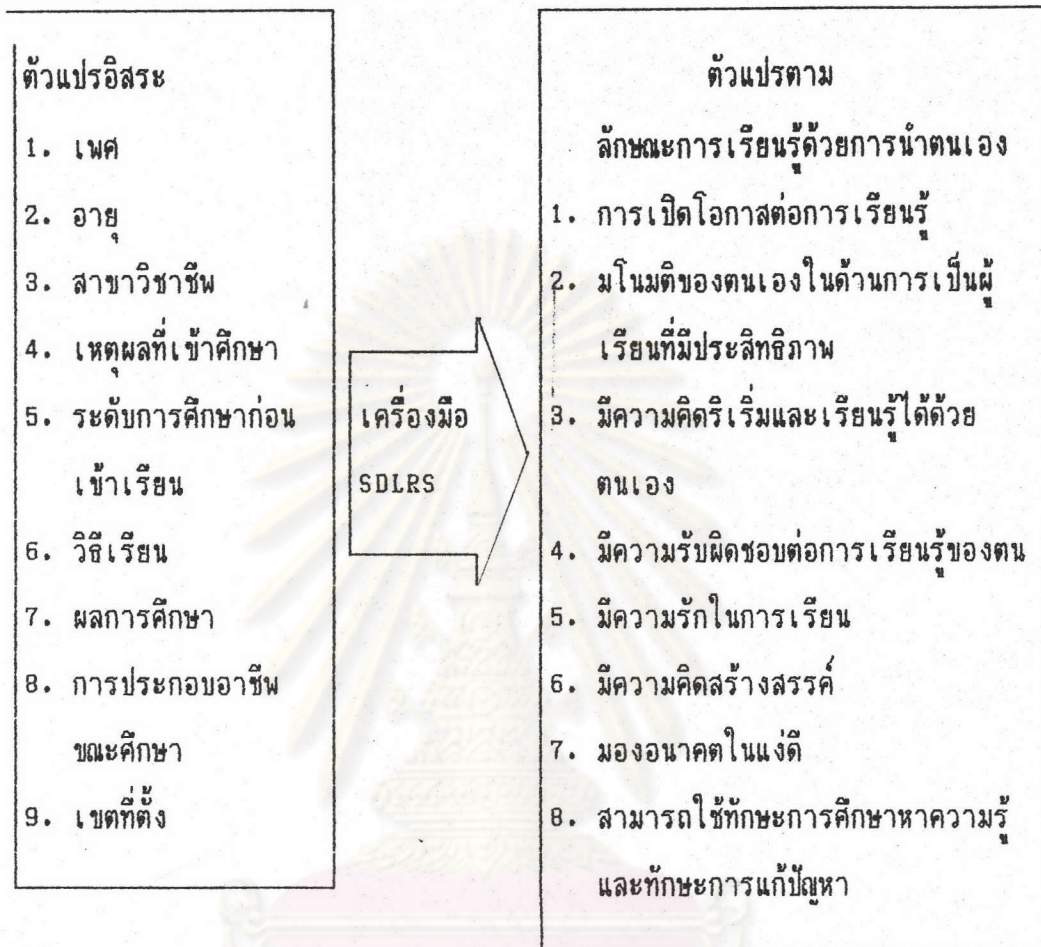 ตัวแปรอิสระ
1. เพศ
2. อายุ
3. สาขาวิชาชีพ
4. เหตุผลที่เข้าศึกษา
5. ระดับการศึกษาก่อน
เข้าเรียน
6. วิธีเรียน
7. ผลการศึกษา
8. การประกอบอาชีพ
ขณะศึกษา
9. เขตที่ตั้ง
เครื่องมือ
SDLRS
ตัวแปรตาม
ลักษณะการเรียนรู้ด้วยการนำตนเอง
1. การเปิดโอกาสต่อการเรียนรู้
2. มโนมติของตนเองในด้านการเป็นผู้
เรียนที่มีประสิทธิภาพ
3. มีความคิดริเริ่มและเรียนรู้ได้ด้วย
ตนเอง
4. มีความรับผิดชอบต่อการเรียนรู้ของตน
5. มีความรักในการเรียน
6. มีความคิดสร้างสรรค์
7. มองอนาคตในแง่ดี
8. สามารถใช้ทักษะการศึกษาหาความรู้
และทักษะการแก้ปัญหา